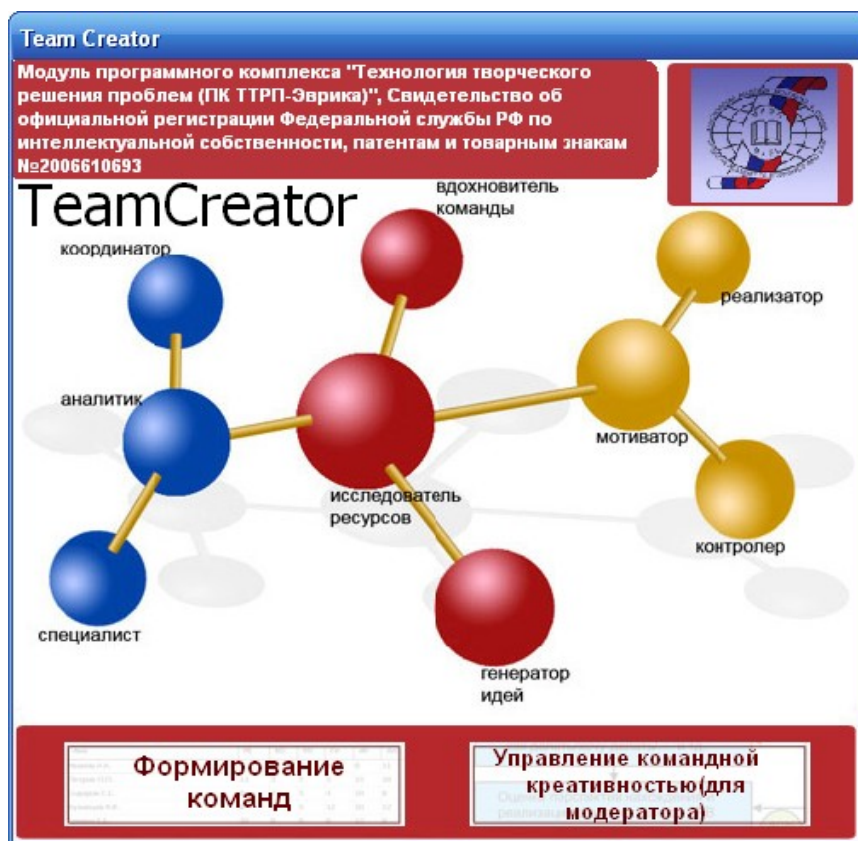 Team Creator
Модуль программного комплекса "Технология творческого
решения проблем (ПК ТТРП-Эврика)", Свидетельство об
официальной регистрации Федеральной службы РФ по
интеллектуальной собственности, патентам и товарным знакам
№2006610693
TeamCreator
вдохновитель
команды
координатор
реализатор
аналитик
мотиватор
исследователь
ресурсов
контролер
специалист
генератор
идей
Формирование
команд
Управление командной
креативностью(для
модератора)